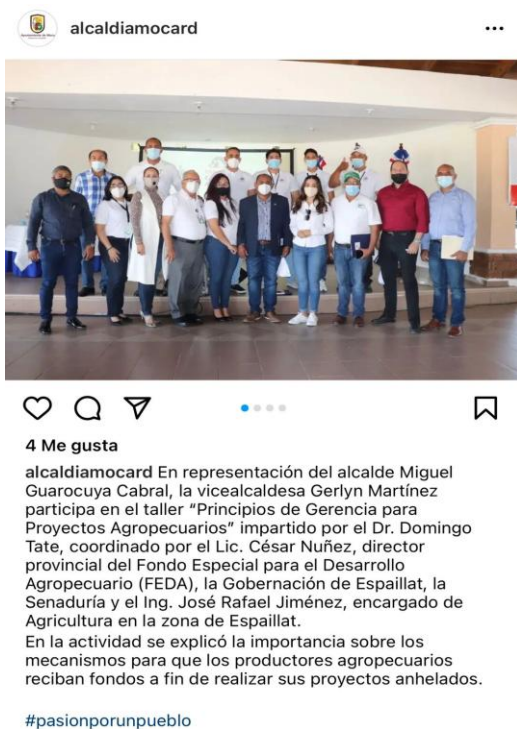 alcaldiamocard
4 Me gusta
alcaldiamocard En representación del alcalde Miguel
Guarocuya Cabral, la vicealcaldesa Gerlyn Martínez
participa en el taller “Principios de Gerencia para
Proyectos Agropecuarios” impartido por el Dr. Domingo
Tate, coordinado por el Lic. César Nuñez, director
provincial del Fondo Especial para el Desarrollo
Agropecuario (FEDA), la Gobernación de Espaillat, la
Senaduría y el Ing. José Rafael Jiménez, encargado de
Agricultura en la zona de Espaillat.
En la actividad se explicó la importancia sobre los
mecanismos para que los productores agropecuarios
reciban fondos a fin de realizar sus proyectos anhelados.
#pasionporunpueblo